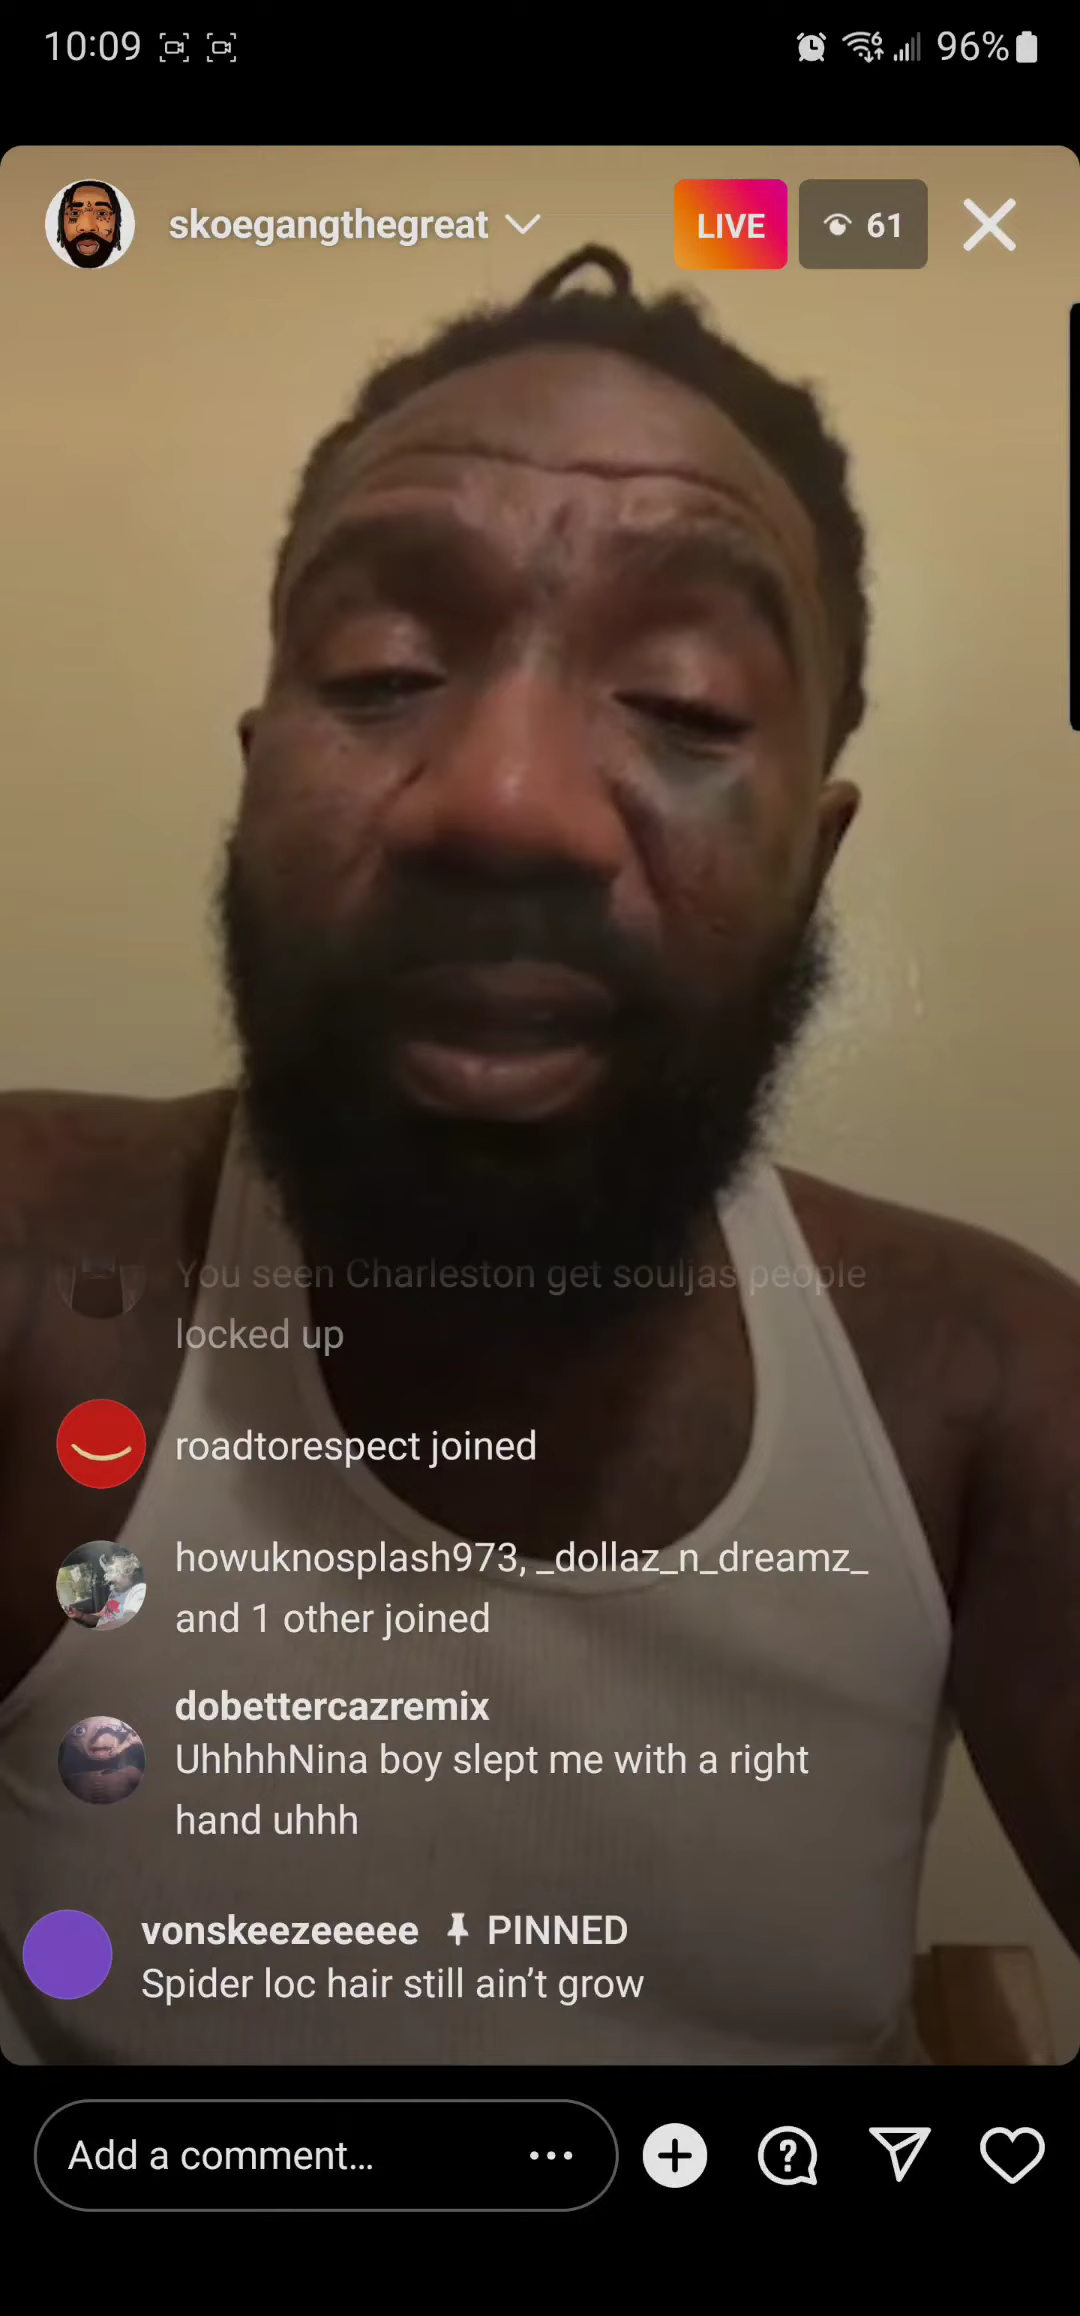 10:09
6 96%
skoegangthegreat
LIVE
61
You seen Charleston get souljas people
locked up
roadtorespect joined
howuknosplash973, _dollaz_n_dreamz_
and 1 other joined
dobettercazremix
UhhhhNina boy slept me with a right
hand uhhh
vonskeezeeeee PINNED
Spider loc hair still ain’t grow
Add a comment...